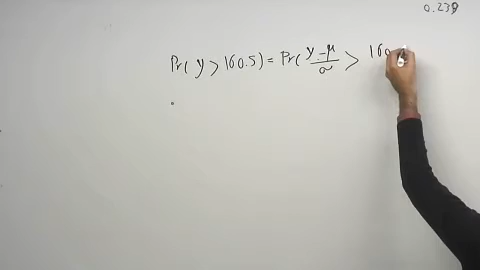 0.239
Pr( y > 160.5) = Pr( y - μ / σ > 160.